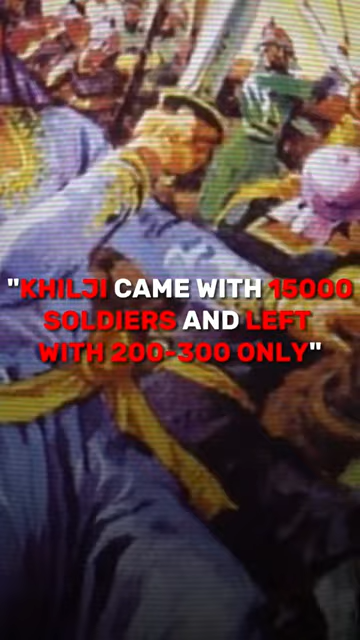 "KHILJI CAME WITH 15000
SOLDIERS AND LEFT
WITH 200-300 ONLY"